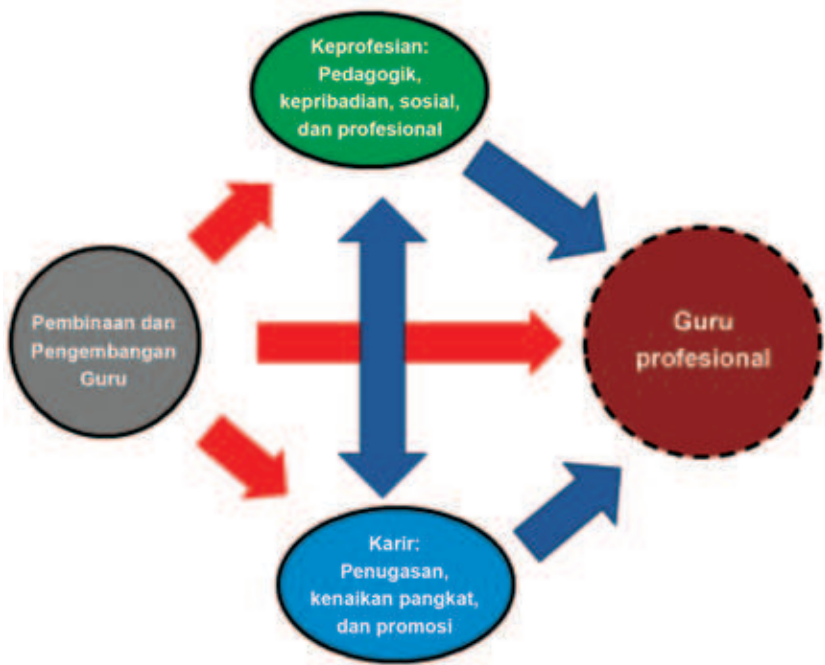 Keprofesian:
Pedagogik,
kepribadian, sosial,
dan profesional
Pembinaan dan
Pengembangan
Guru
Guru
profesional
Karir:
Penugasan,
kenaikan pangkat,
dan promosi